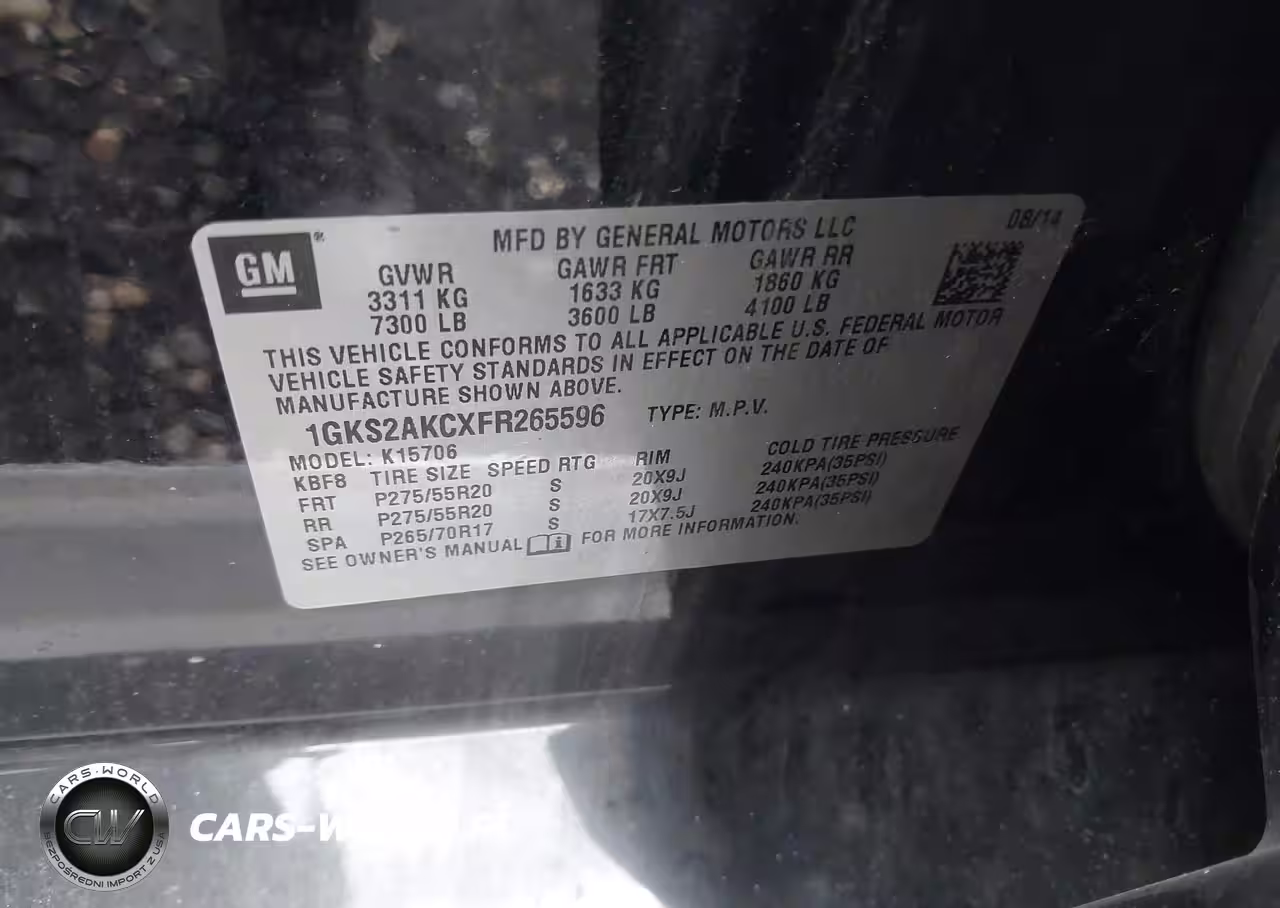 GM ®
MFD BY GENERAL MOTORS LLC
08/14
GVWR GAWR FRT GAWR RR
3311 KG 1633 KG 1860 KG
7300 LB 3600 LB 4100 LB
THIS VEHICLE CONFORMS TO ALL APPLICABLE U.S. FEDERAL MOTOR
VEHICLE SAFETY STANDARDS IN EFFECT ON THE DATE OF
MANUFACTURE SHOWN ABOVE.
1GKS2AKCXFR265596 TYPE: M.P.V.
MODEL: K15706
KBF8 TIRE SIZE SPEED RTG RIM COLD TIRE PRESSURE
FRT P275/55R20 S 20X9J 240KPA(35PSI)
RR P275/55R20 S 20X9J 240KPA(35PSI)
SPA P265/70R17 S 17X7.5J 240KPA(35PSI)
SEE OWNER'S MANUAL FOR MORE INFORMATION.
CARS-WORLD
CW
BEZPOŚREDNI IMPORT Z USA